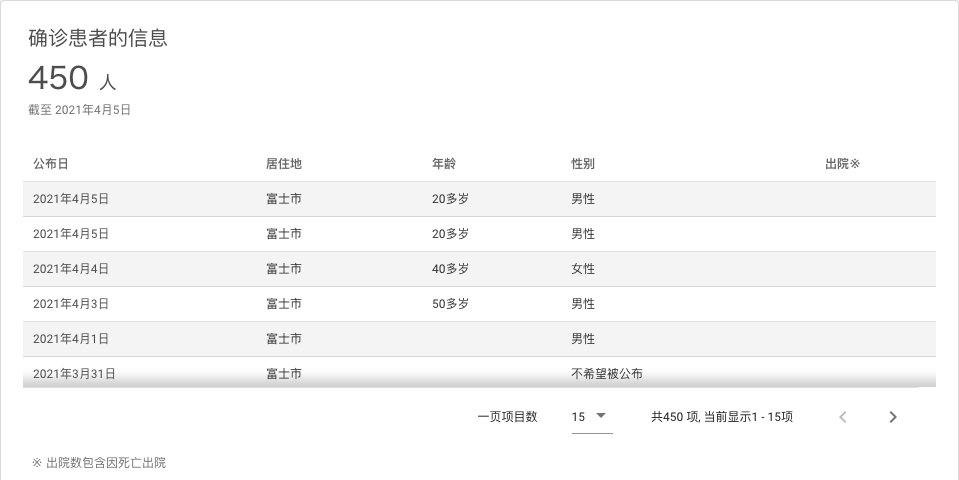 确诊患者的信息
450 人
截至 2021年4月5日
公布日 居住地 年龄 性别 出院※
2021年4月5日 富士市 20多岁 男性
2021年4月5日 富士市 20多岁 男性
2021年4月4日 富士市 40多岁 女性
2021年4月3日 富士市 50多岁 男性
2021年4月1日 富士市 男性
2021年3月31日 富士市 不希望被公布
一页项目数 15 共450 项, 当前显示1 - 15项
※ 出院数包含因死亡出院